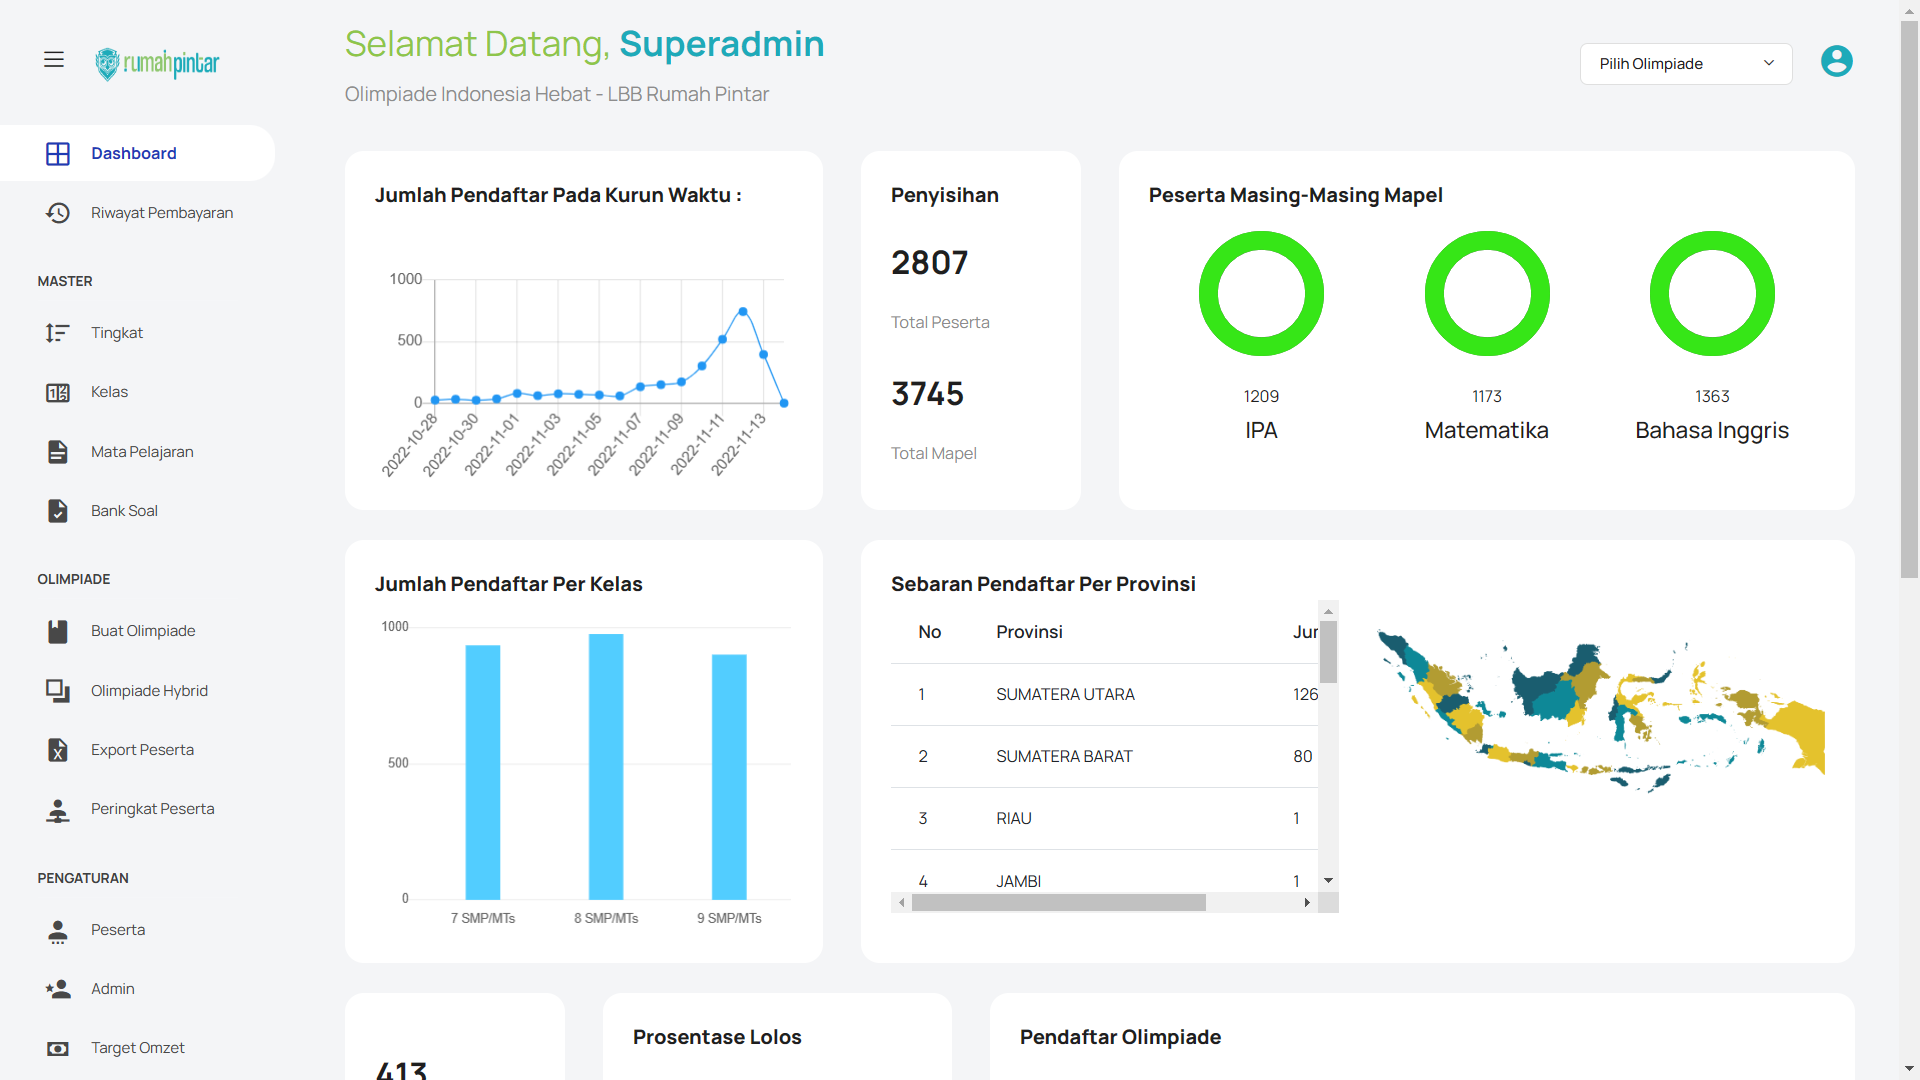 rumahpintar
Selamat Datang, Superadmin
Olimpiade Indonesia Hebat - LBB Rumah Pintar
Pilih Olimpiade
Dashboard
Riwayat Pembayaran
MASTER
Tingkat
Kelas
Mata Pelajaran
Bank Soal
OLIMPIADE
Buat Olimpiade
Olimpiade Hybrid
Export Peserta
Peringkat Peserta
PENGATURAN
Peserta
Admin
Target Omzet
Jumlah Pendaftar Pada Kurun Waktu :
1000
500
0
2022-10-28
2022-10-30
2022-11-01
2022-11-03
2022-11-05
2022-11-07
2022-11-09
2022-11-11
2022-11-13
Penyisihan
2807
Total Peserta
3745
Total Mapel
Peserta Masing-Masing Mapel
1209
IPA
1173
Matematika
1363
Bahasa Inggris
Jumlah Pendaftar Per Kelas
1000
500
0
7 SMP/MTs
8 SMP/MTs
9 SMP/MTs
Sebaran Pendaftar Per Provinsi
No Provinsi
1 SUMATERA UTARA 126
2 SUMATERA BARAT 80
3 RIAU 1
4 JAMBI 1
413
Prosentase Lolos
Pendaftar Olimpiade